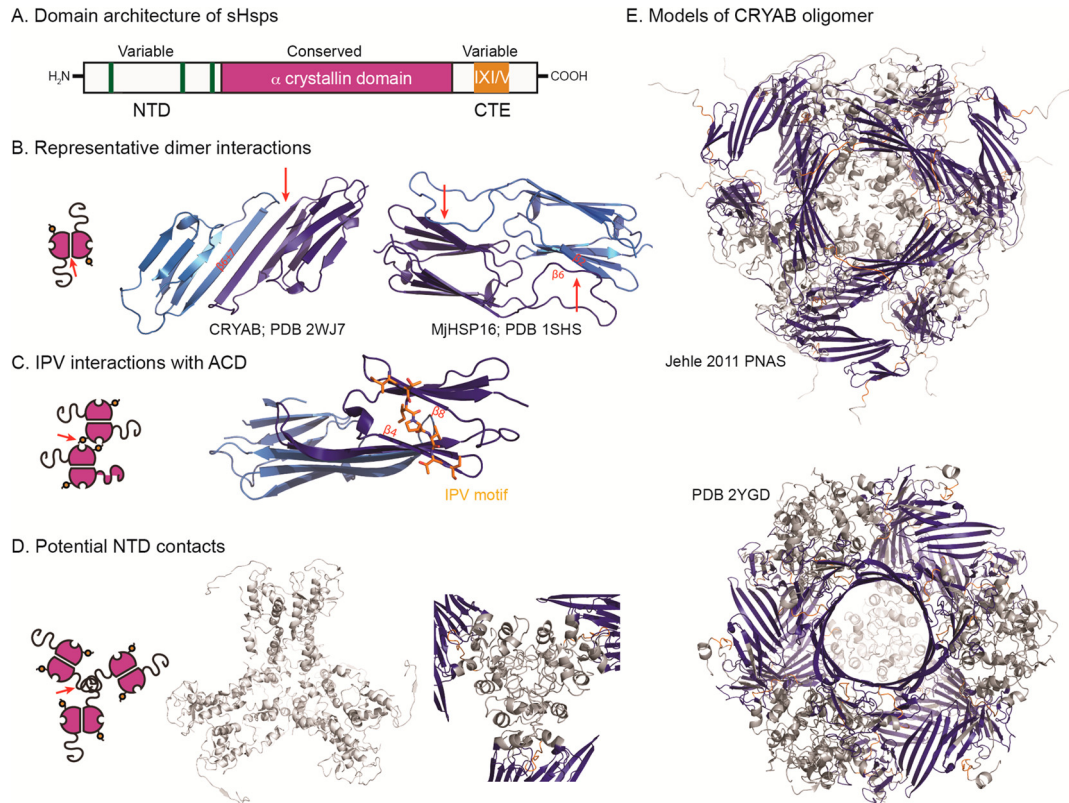 A. Domain architecture of sHsps
Variable
Conserved
Variable
H₂N
α crystallin domain
IXI/V
COOH
NTD
CTE
B. Representative dimer interactions
β6
CRYAB; PDB 2WJ7
MjHSP16; PDB 1SHS
C. IPV interactions with ACD
β8
β4
IPV motif
D. Potential NTD contacts
E. Models of CRYAB oligomer
Jehle 2011 PNAS
PDB 2YGD